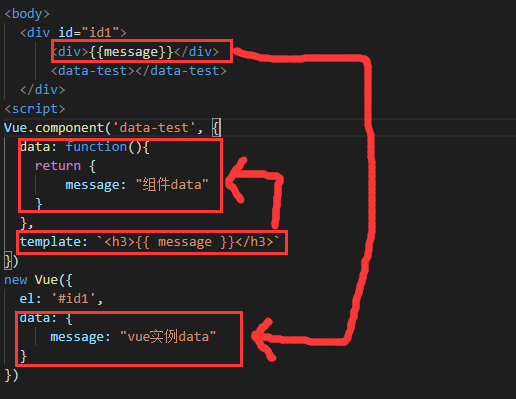 <body>
<div id="id1">
<div>{{message}}</div>
<data-test></data-test>
</div>
<script>
Vue.component('data-test', {
data: function(){
return {
message: "组件data"
}
},
template: `<h3>{{ message }}</h3>`
})
new Vue({
el: '#id1',
data: {
message: "vue实例data"
}
})